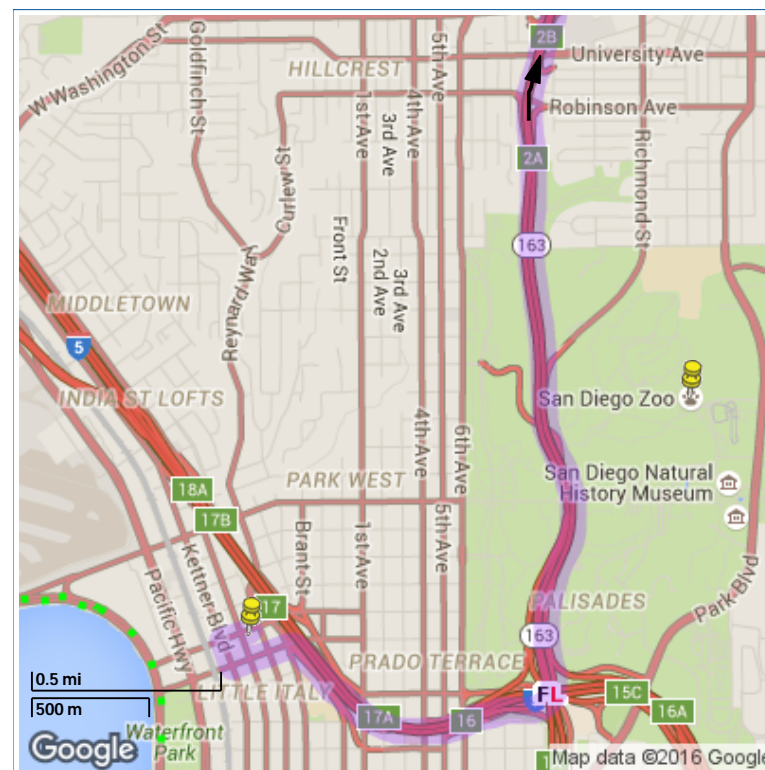 2B
University Ave
HILLCREST
W Washington St
Goldfinch St
5th Ave
4th Ave
1st Ave
3rd Ave
Robinson Ave
Richmond St
2A
Curlew St
Front St
2nd Ave
3rd Ave
163
Reynard Way
MIDDLETOWN
5
INDIA ST LOFTS
San Diego Zoo
4th Ave
6th Ave
San Diego Natural
History Museum
PARK WEST
18A
17B
5th Ave
1st Ave
Brant St
Kettner Blvd
Pacific Hwy
17
PALISADES
Park Blvd
163
PRADO TERRACE
0.5 mi
LITTLE ITALY
FL
15C
16A
500 m
17A
16
Waterfront
Park
Google
Map data ©2016 Google